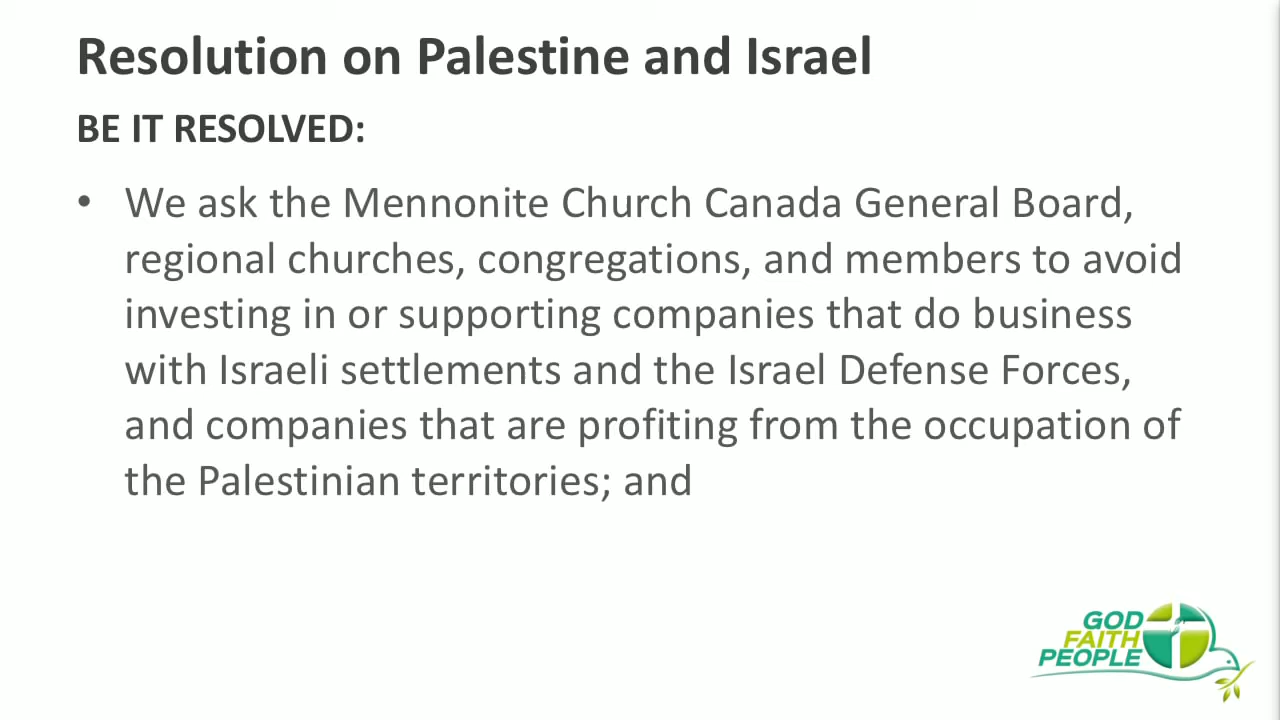 Resolution on Palestine and Israel
BE IT RESOLVED:
• We ask the Mennonite Church Canada General Board,
regional churches, congregations, and members to avoid
investing in or supporting companies that do business
with Israeli settlements and the Israel Defense Forces,
and companies that are profiting from the occupation of
the Palestinian territories; and
GOD
FAITH
PEOPLE